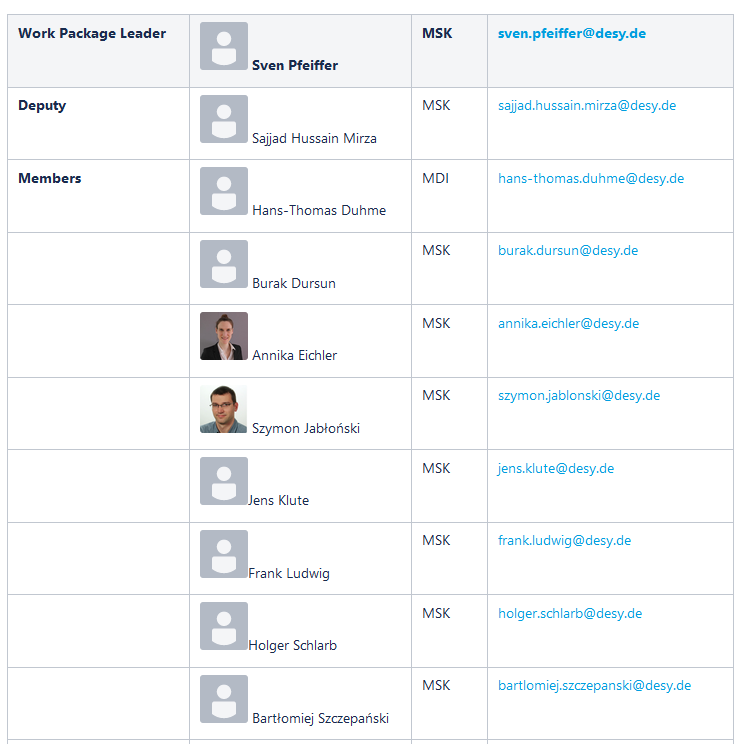 Work Package Leader
Sven Pfeiffer
MSK
sven.pfeiffer@desy.de
Deputy
Sajjad Hussain Mirza
MSK
sajjad.hussain.mirza@desy.de
Members
Hans-Thomas Duhme
MDI
hans-thomas.duhme@desy.de
Burak Dursun
MSK
burak.dursun@desy.de
Annika Eichler
MSK
annika.eichler@desy.de
Szymon Jabłoński
MSK
szymon.jablonski@desy.de
Jens Klute
MSK
jens.klute@desy.de
Frank Ludwig
MSK
frank.ludwig@desy.de
Holger Schlarb
MSK
holger.schlarb@desy.de
Bartłomiej Szczepański
MSK
bartlomiej.szczepanski@desy.de